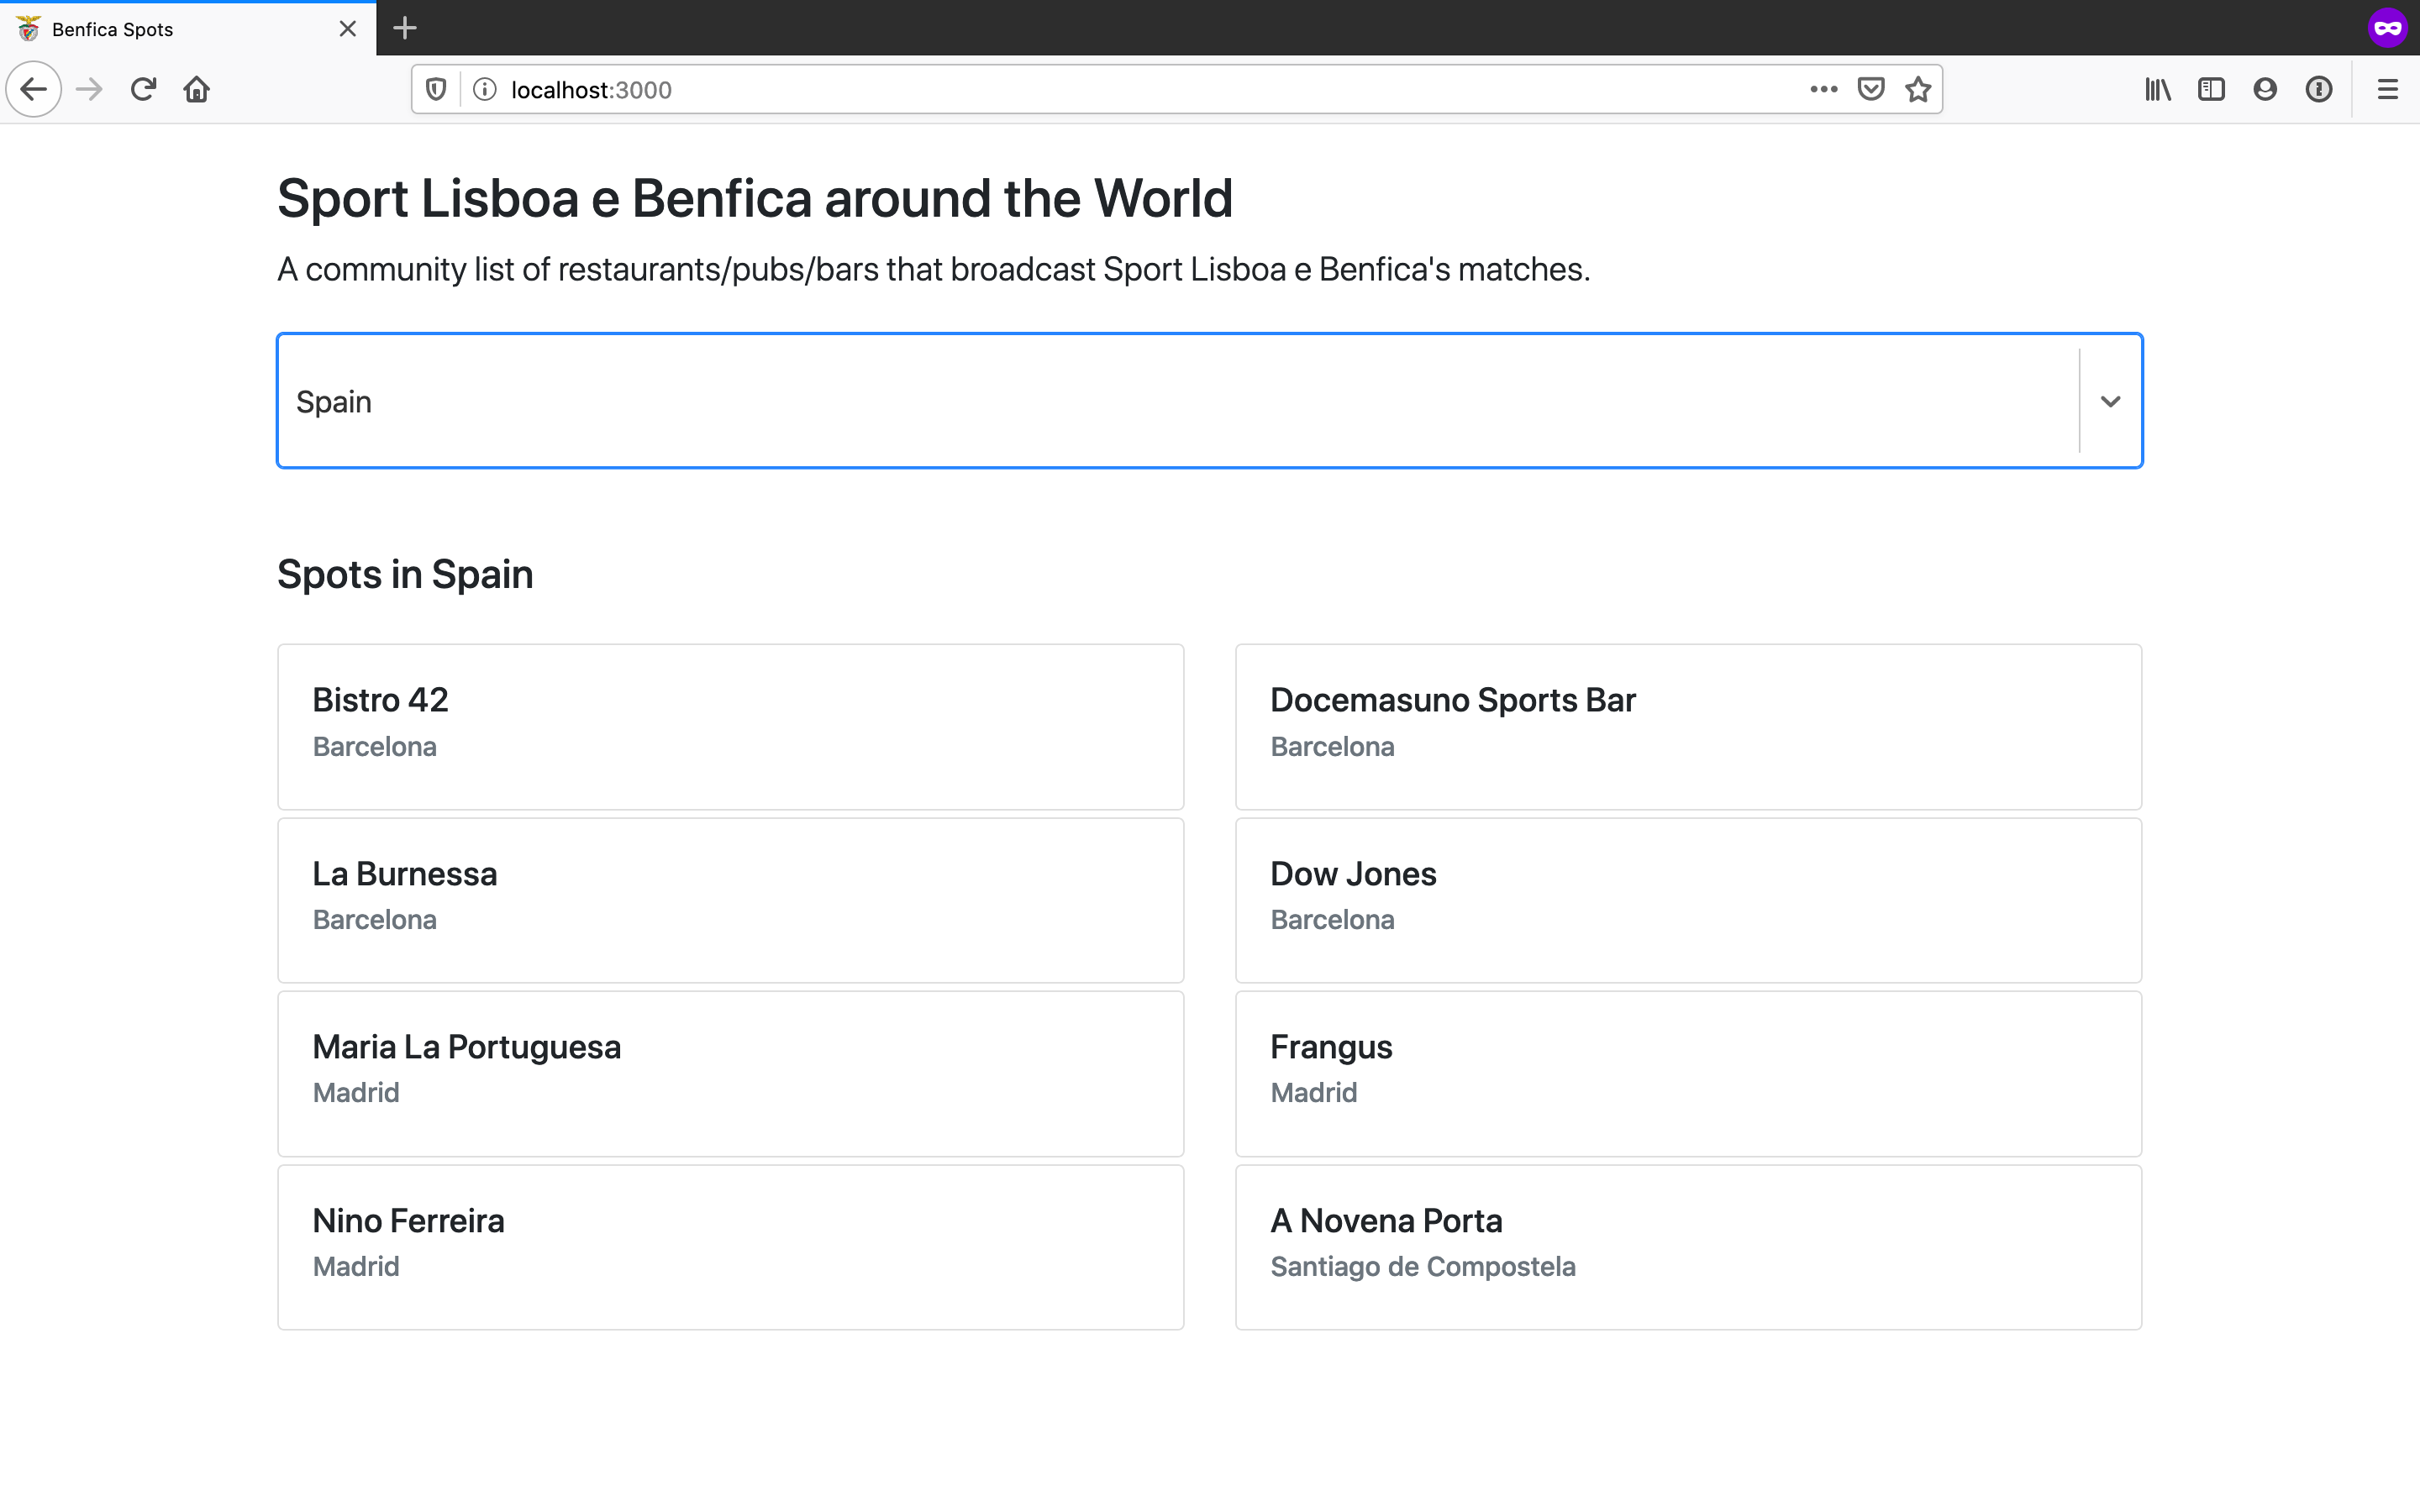 Benfica Spots
localhost:3000
Sport Lisboa e Benfica around the World
A community list of restaurants/pubs/bars that broadcast Sport Lisboa e Benfica's matches.
Spain
Spots in Spain
Bistro 42
Barcelona
Docemasuno Sports Bar
Barcelona
La Burnessa
Barcelona
Dow Jones
Barcelona
Maria La Portuguesa
Madrid
Frangus
Madrid
Nino Ferreira
Madrid
A Novena Porta
Santiago de Compostela